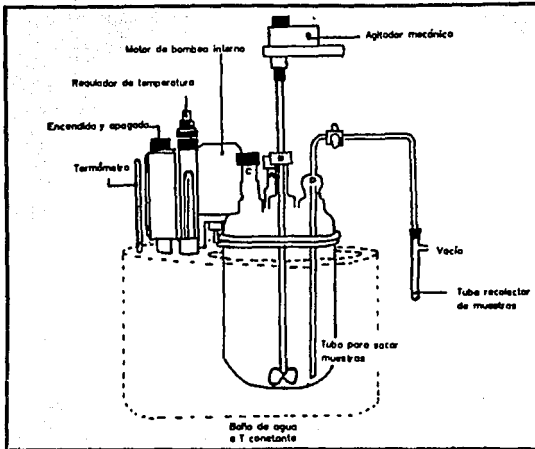 Agitador mecánico
Motor de bombeo interno
Regulador de temperatura
Encendido y apagado
Termómetro
C
Vacío
Tubo recolector
de muestras
Tubo para sacar
muestras
Baño de agua
a T constante